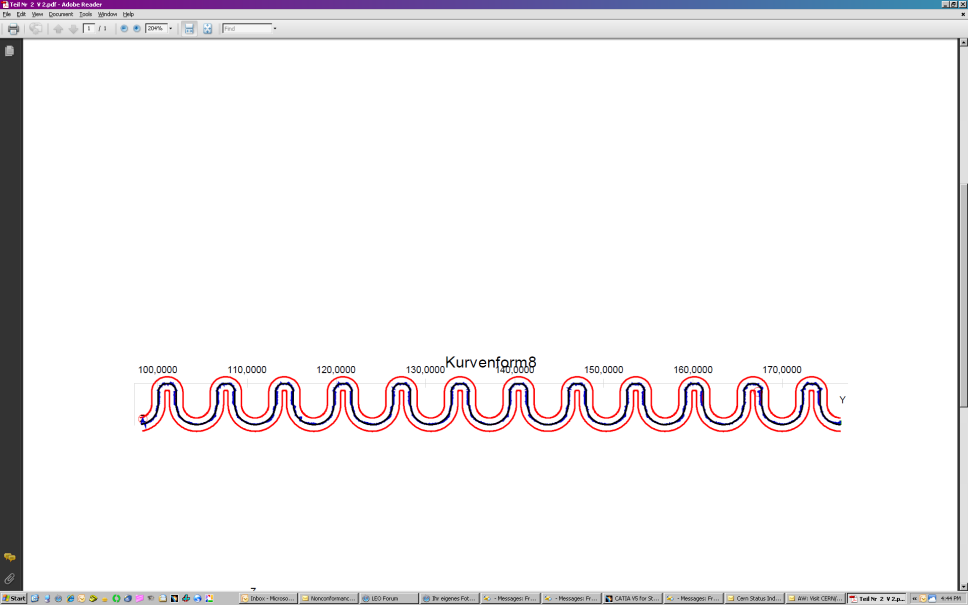 Teil Nr 2 V 2.pdf - Adobe Reader
File Edit View Document Tools Window Help
1 / 1 204% Find
Kurvenform8
100,0000 110,0000 120,0000 130,0000 140,0000 150,0000 160,0000 170,0000
Y
Z
Start Inbox - Microso... Nonconformanc... LEO Forum Ihr eigenes Fot... - Messages: Fr... - Messages: Fr... CATIA V5 for St... - Messages: Fr... Cern Status Ind... AW: Visit CERN/... Teil Nr 2 V 2.p... 4:44 PM